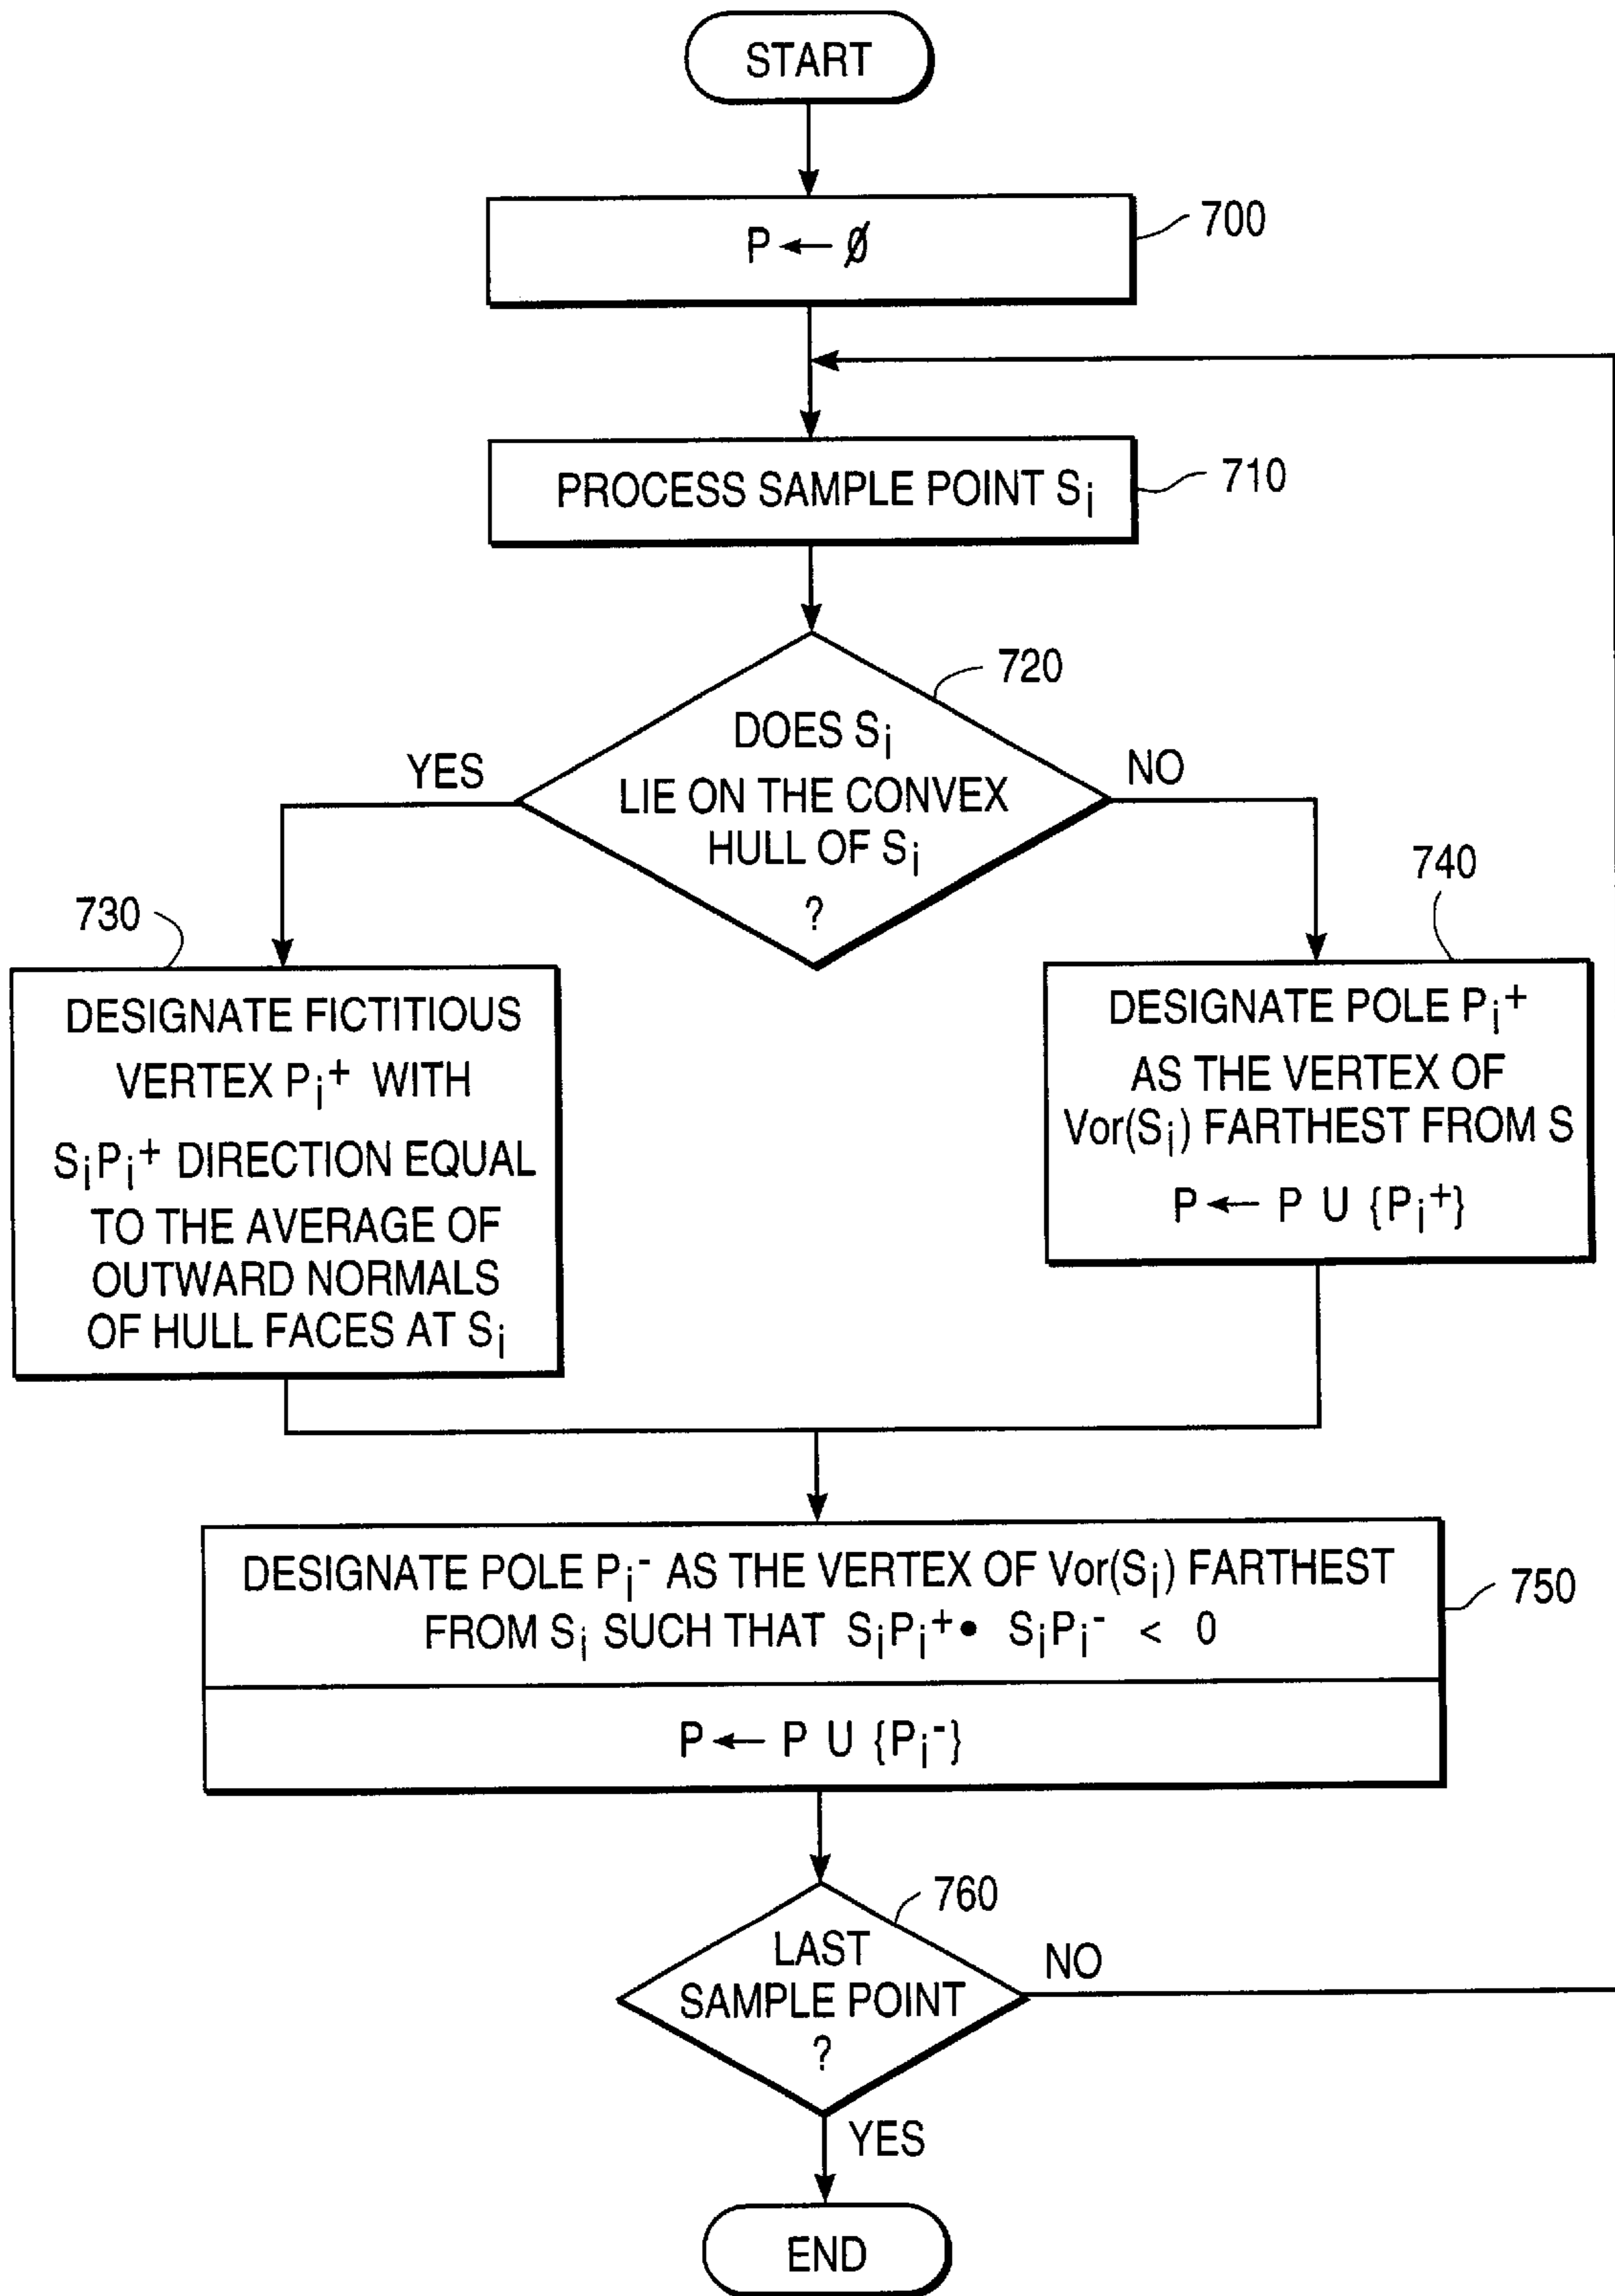 START
P ← ∅
700
PROCESS SAMPLE POINT Sᵢ
710
720
DOES Sᵢ
LIE ON THE CONVEX
HULL OF Sᵢ
?
YES
NO
730
DESIGNATE FICTITIOUS
VERTEX Pᵢ⁺ WITH
SᵢPᵢ⁺ DIRECTION EQUAL
TO THE AVERAGE OF
OUTWARD NORMALS
OF HULL FACES AT Sᵢ
740
DESIGNATE POLE Pᵢ⁺
AS THE VERTEX OF
Vor(Sᵢ) FARTHEST FROM S
P ← P U {Pᵢ⁺}
DESIGNATE POLE Pᵢ⁻ AS THE VERTEX OF Vor(Sᵢ) FARTHEST
FROM Sᵢ SUCH THAT SᵢPᵢ⁺ • SᵢPᵢ⁻ < 0
750
P ← P U {Pᵢ⁻}
760
LAST
SAMPLE POINT
?
NO
YES
END